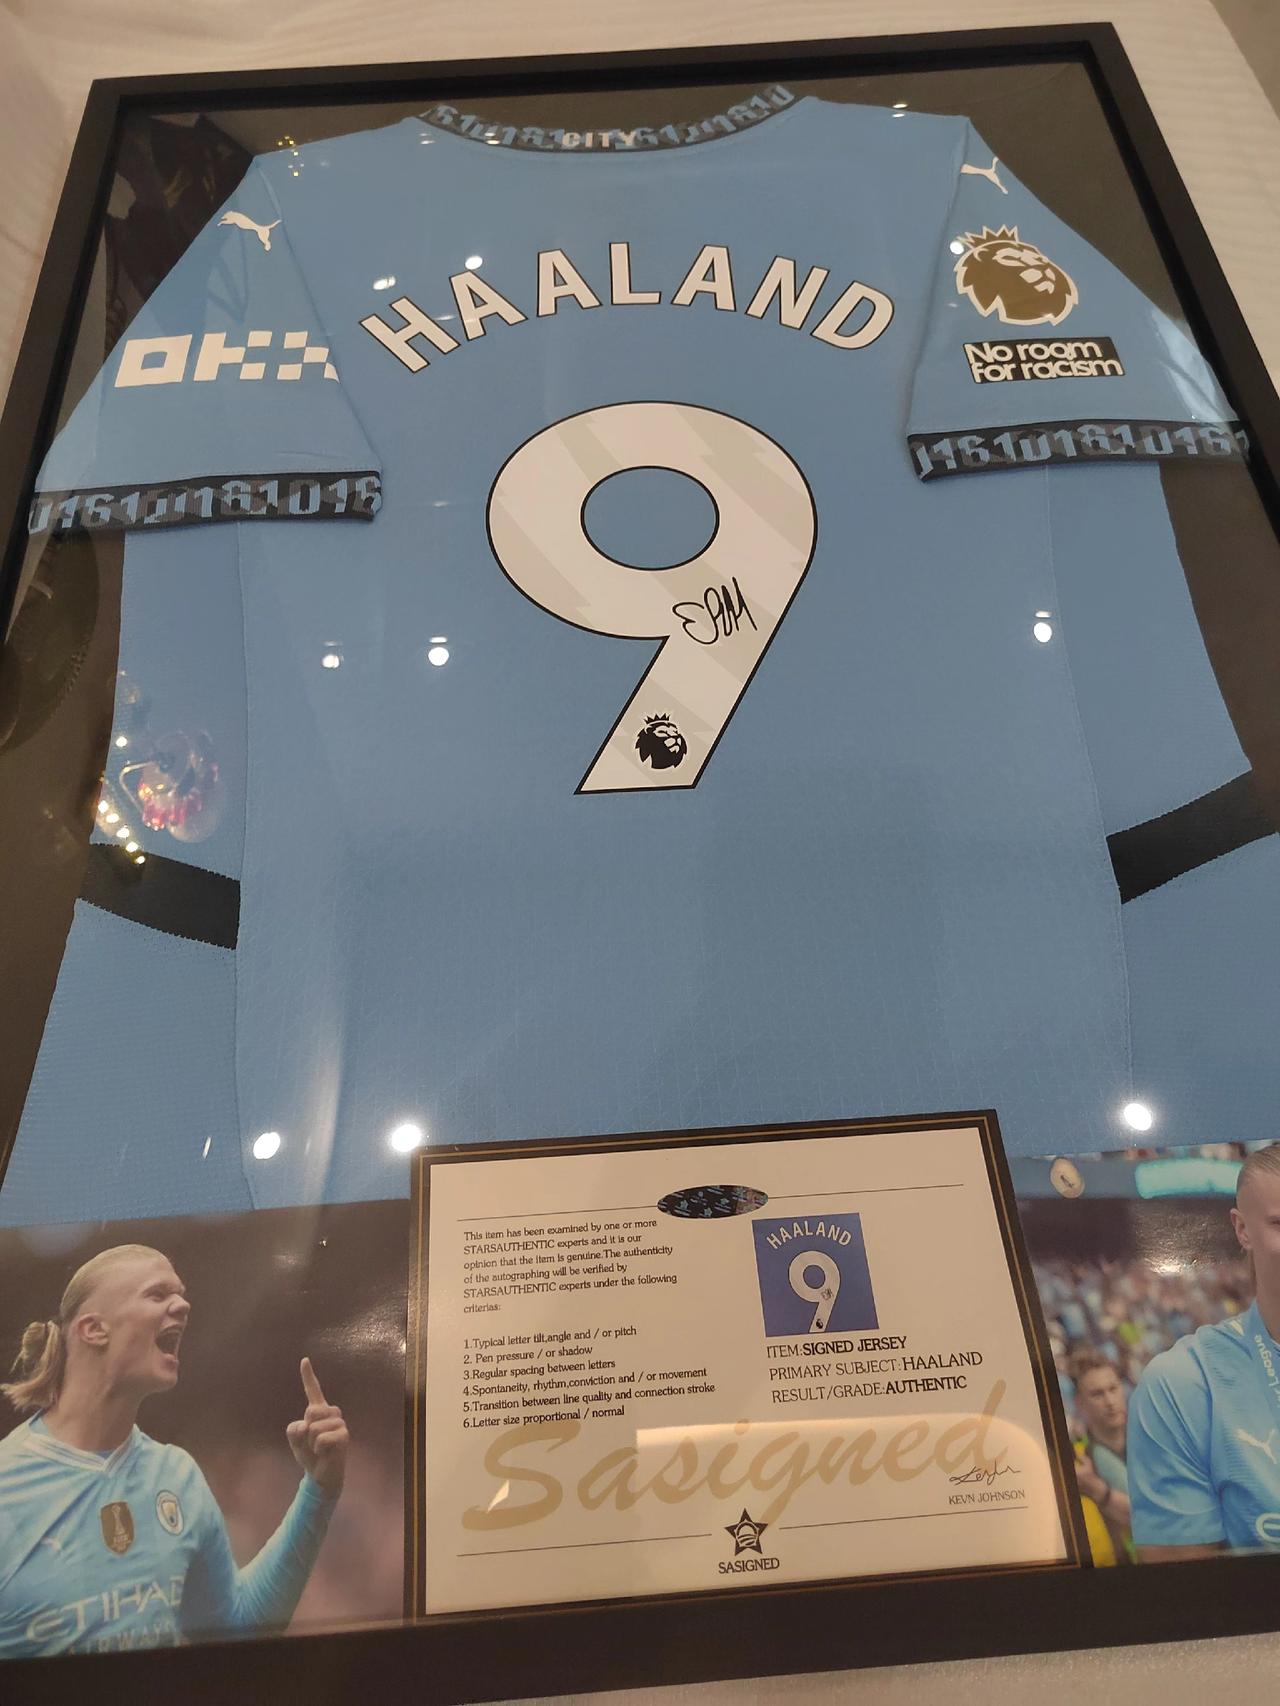 CITY
HAALAND
OKX
No room
for racism
9
This item has been examined by one or more
STARSAUTHENTIC experts and it is our
opinion that the item is genuine.The authenticity
of the autographing will be verified by
STARSAUTHENTIC experts under the following
criterias:
1.Typical letter tilt,angle and / or pitch
2. Pen pressure / or shadow
3.Regular spacing between letters
4.Spontaneity, rhythm,conviction and / or movement
5.Transition between line quality and connection stroke
6.Letter size proportional / normal
HAALAND
9
ITEM:SIGNED JERSEY
PRIMARY SUBJECT:HAALAND
RESULT/GRADE:AUTHENTIC
Sasigned
KEVN JOHNSON
SASIGNED
ETIHAD
AIRWAYS
League